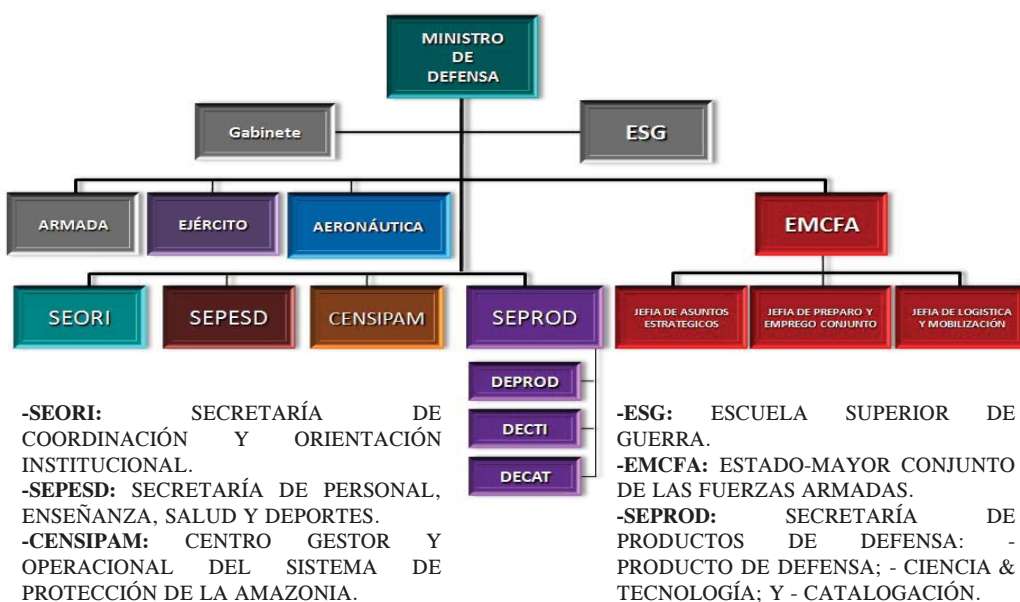 MINISTRO
DE
DEFENSA
Gabinete
ESG
ARMADA
EJÉRCITO
AERONÁUTICA
EMCFA
SEORI
SEPESD
CENSIPAM
SEPROD
JEFIA DE ASUNTOS
ESTRATEGICOS
JEFIA DE PREPARO Y
EMPREGO CONJUNTO
JEFIA DE LOGISTICA
Y MOBILIZACIÓN
DEPROD
DECTI
DECAT
-SEORI: SECRETARÍA DE
COORDINACIÓN Y ORIENTACIÓN
INSTITUCIONAL.
-SEPESD: SECRETARÍA DE PERSONAL,
ENSEÑANZA, SALUD Y DEPORTES.
-CENSIPAM: CENTRO GESTOR Y
OPERACIONAL DEL SISTEMA DE
PROTECCIÓN DE LA AMAZONIA.
-ESG: ESCUELA SUPERIOR DE
GUERRA.
-EMCFA: ESTADO-MAYOR CONJUNTO
DE LAS FUERZAS ARMADAS.
-SEPROD: SECRETARÍA DE
PRODUCTOS DE DEFENSA: -
PRODUCTO DE DEFENSA; - CIENCIA &
TECNOLOGÍA; Y - CATALOGACIÓN.